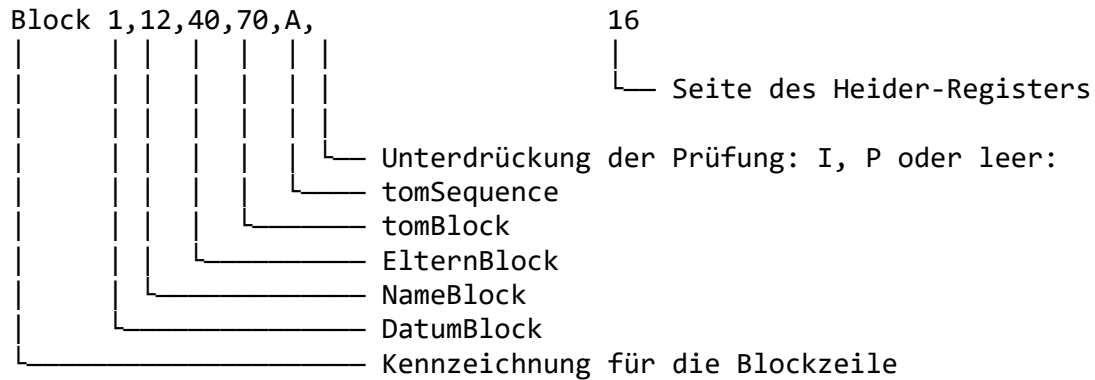 Block 1,12,40,70,A, 16
Seite des Heider-Registers
Unterdrückung der Prüfung: I, P oder leer:
tomSequence
tomBlock
ElternBlock
NameBlock
DatumBlock
Kennzeichnung für die Blockzeile